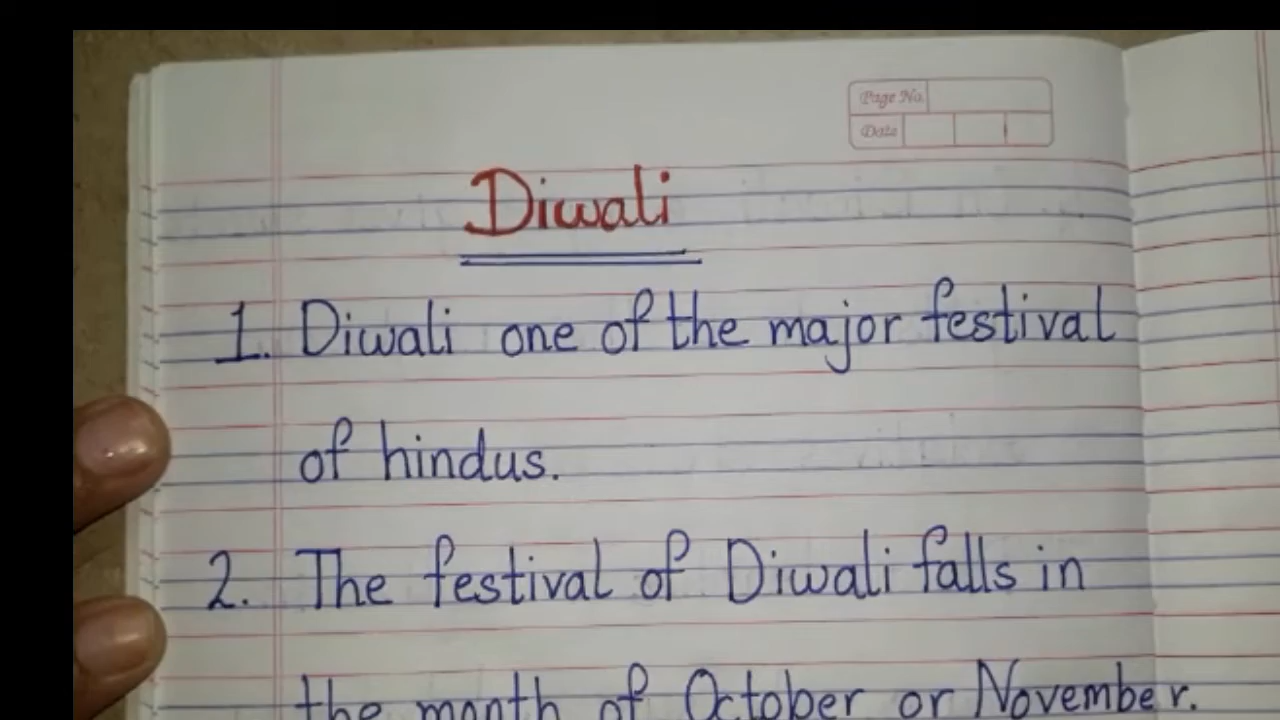 Page No.
Date
Diwali
1. Diwali one of the major festival
of hindus.
2. The festival of Diwali falls in
the month of October or November.